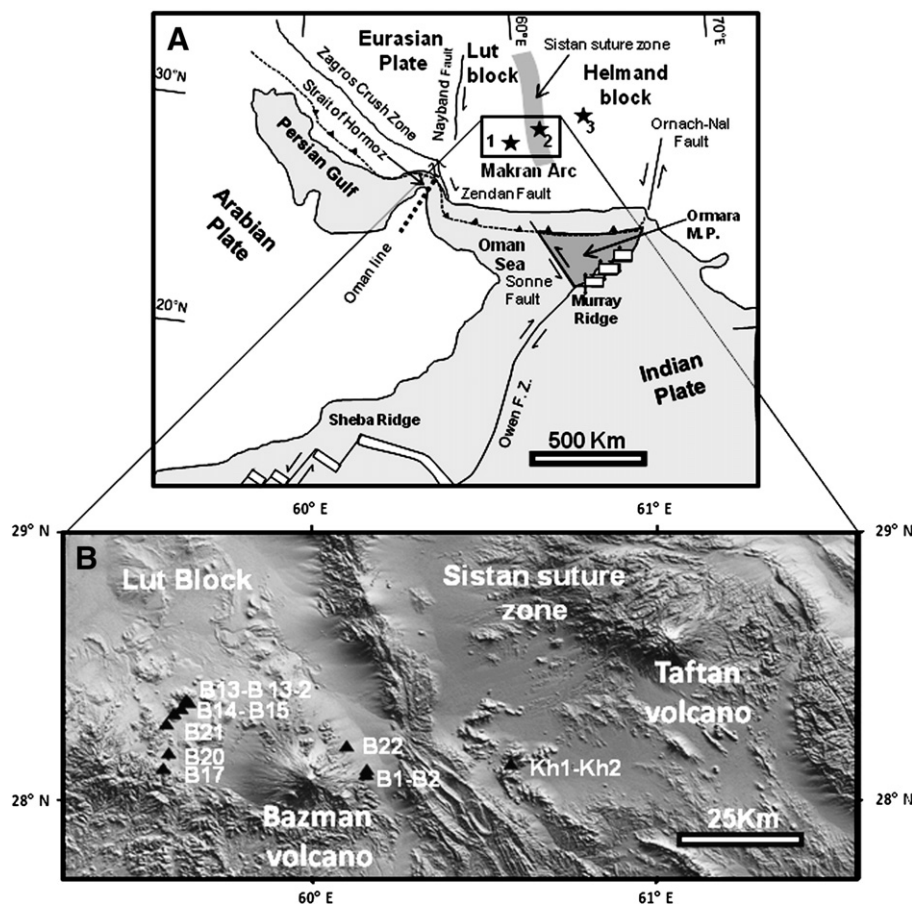 A
60°E
70°E
30°N
20°N
Eurasian
Plate
Zagros Crush Zone
Strait of Hormoz
Persian Gulf
Arabian
Plate
Nayband Fault
Lut
block
Sistan suture
zone
Helmand
block
1
2
3
Makran Arc
Ornach-Nal
Fault
Zendan Fault
Oman line
Oman
Sea
Sonne
Fault
Ormara
M.P.
Murray
Ridge
Indian
Plate
Owen F.Z.
Sheba Ridge
500 Km
60° E
61° E
29° N
29° N
B
Lut Block
Sistan suture
zone
Taftan
volcano
B13-B13-2
B14-B15
B21
B20
B17
B22
B1-B2
Kh1-Kh2
Bazman
volcano
25Km
28° N
28° N
60° E
61° E